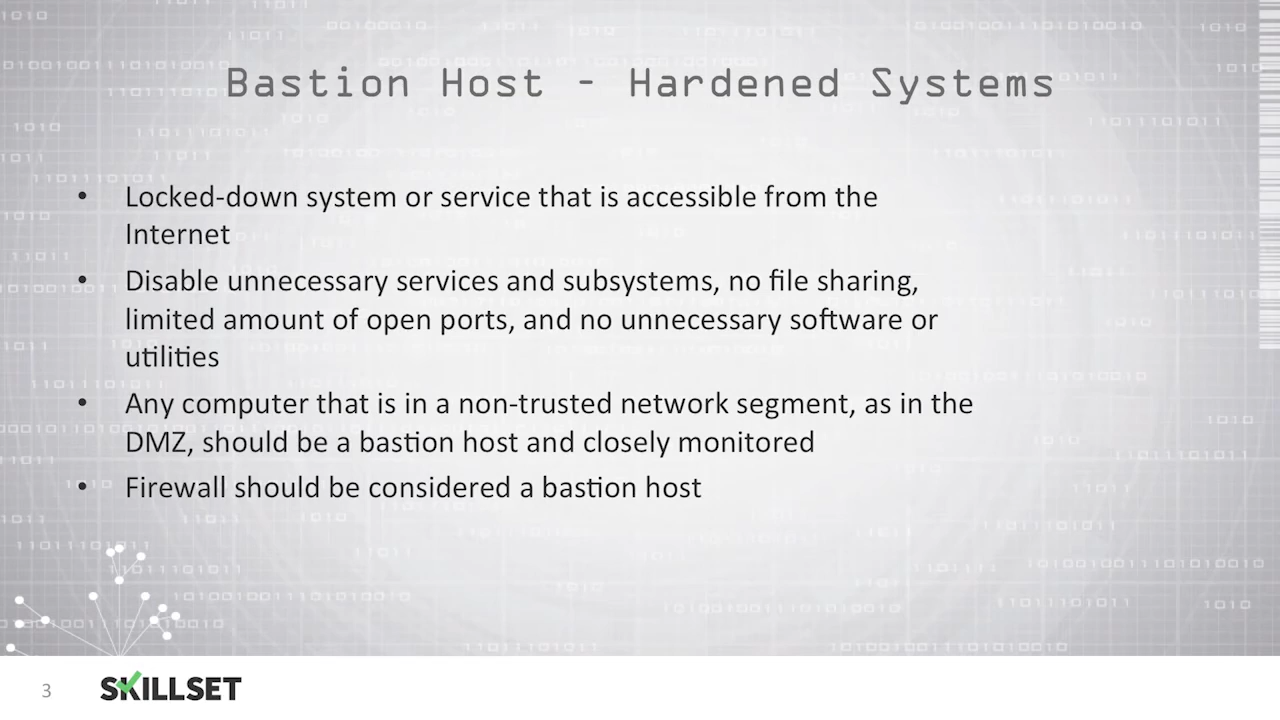 Bastion Host - Hardened Systems
• Locked-down system or service that is accessible from the
Internet
• Disable unnecessary services and subsystems, no file sharing,
limited amount of open ports, and no unnecessary software or
utilities
• Any computer that is in a non-trusted network segment, as in the
DMZ, should be a bastion host and closely monitored
• Firewall should be considered a bastion host
3
SKILLSET